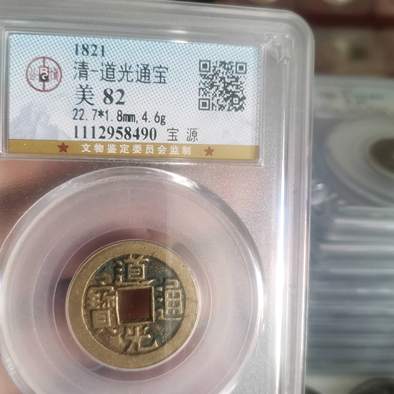 1821
清-道光通宝
美 82
22.7*1.8mm,4.6g
1112958490 宝 源
★ 文物鉴定委员会监制 ★
道光通寶